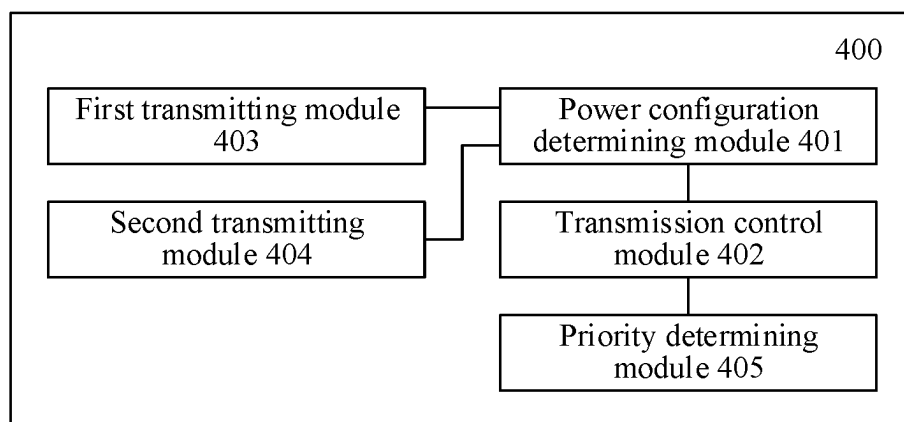 400
First transmitting module
403
Power configuration
determining module 401
Second transmitting
module 404
Transmission control
module 402
Priority determining
module 405